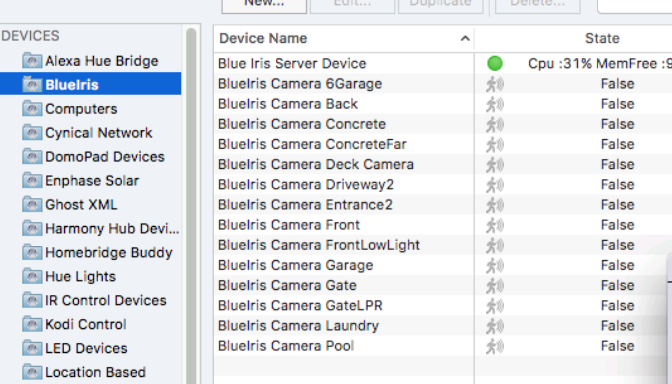 New... Edit... Duplicate Delete...
DEVICES
Alexa Hue Bridge
BlueIris
Computers
Cynical Network
DomoPad Devices
Enphase Solar
Ghost XML
Harmony Hub Devi...
Homebridge Buddy
Hue Lights
IR Control Devices
Kodi Control
LED Devices
Location Based
Device Name State
Blue Iris Server Device Cpu :31% MemFree :9
BlueIris Camera 6Garage False
BlueIris Camera Back False
BlueIris Camera Concrete False
BlueIris Camera ConcreteFar False
BlueIris Camera Deck Camera False
BlueIris Camera Driveway2 False
BlueIris Camera Entrance2 False
BlueIris Camera Front False
BlueIris Camera FrontLowLight False
BlueIris Camera Garage False
BlueIris Camera Gate False
BlueIris Camera GateLPR False
BlueIris Camera Laundry False
BlueIris Camera Pool False